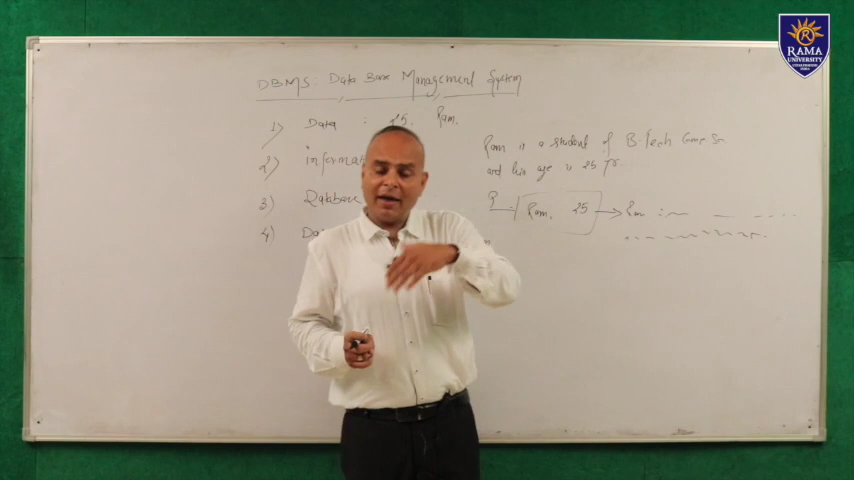 RAMA
UNIVERSITY
DBMS: Data Base Management System
1) Data : 25. Ram.
2) informat
3) Database
4) Da
Ram is a student of B.Tech Comp Sc
and his age is 25 yr...
Ram. 25
Ram :